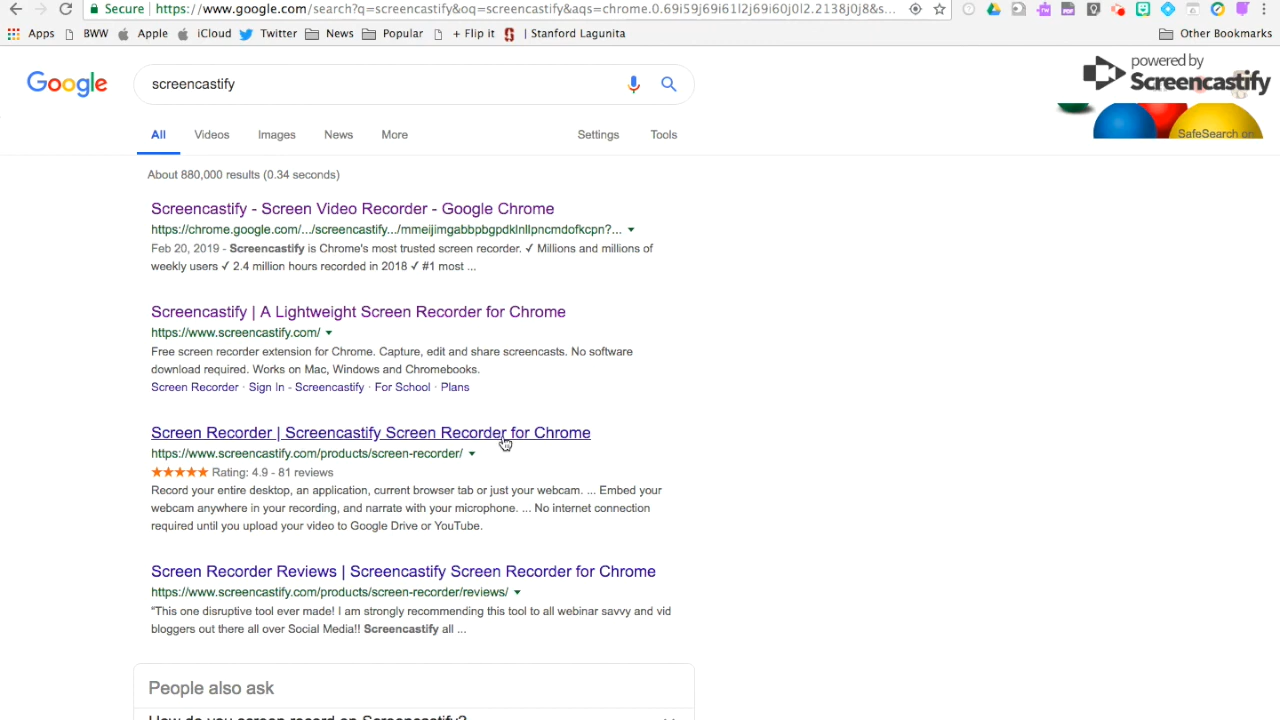 Secure https://www.google.com/search?q=screencastify&oq=screencastify&aqs=chrome.0.69i59j69i61l2j69i60j0l2.2138j0j8&s...
Apps BWW Apple iCloud Twitter News Popular + Flip it | Stanford Lagunita Other Bookmarks
powered by
Screencastify
Google screencastify
SafeSearch on
All Videos Images News More Settings Tools
About 880,000 results (0.34 seconds)
Screencastify - Screen Video Recorder - Google Chrome
https://chrome.google.com/.../screencastify.../mmeijimgabbpbgpdklnllpncmdofkcpn?...
Feb 20, 2019 - Screencastify is Chrome's most trusted screen recorder. ✓ Millions and millions of
weekly users ✓ 2.4 million hours recorded in 2018 ✓ #1 most ...
Screencastify | A Lightweight Screen Recorder for Chrome
https://www.screencastify.com/
Free screen recorder extension for Chrome. Capture, edit and share screencasts. No software
download required. Works on Mac, Windows and Chromebooks.
Screen Recorder · Sign In - Screencastify · For School · Plans
Screen Recorder | Screencastify Screen Recorder for Chrome
https://www.screencastify.com/products/screen-recorder/
★★★★★ Rating: 4.9 - 81 reviews
Record your entire desktop, an application, current browser tab or just your webcam. ... Embed your
webcam anywhere in your recording, and narrate with your microphone. ... No internet connection
required until you upload your video to Google Drive or YouTube.
Screen Recorder Reviews | Screencastify Screen Recorder for Chrome
https://www.screencastify.com/products/screen-recorder/reviews/
"This one disruptive tool ever made! I am strongly recommending this tool to all webinar savvy and vid
bloggers out there all over Social Media!! Screencastify all ...
People also ask
How do you screen record on Screencastify?